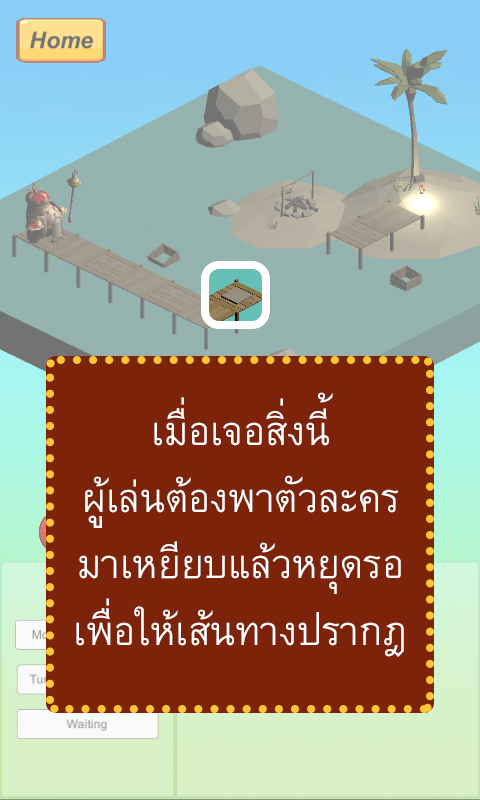 Home
เมื่อเจอสิ่งนี้
ผู้เล่นต้องพาตัวละคร
มาเหยียบแล้วหยุดรอ
เพื่อให้เส้นทางปรากฎ
Waiting